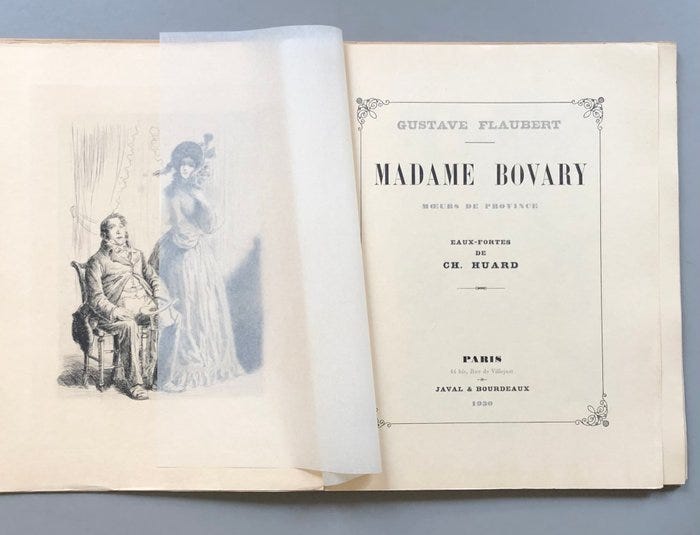 GUSTAVE FLAUBERT
MADAME BOVARY
MŒURS DE PROVINCE
EAUX-FORTES
DE
CH. HUARD
PARIS
44 bis, Rue de Villejust
JAVAL & BOURDEAUX
1930